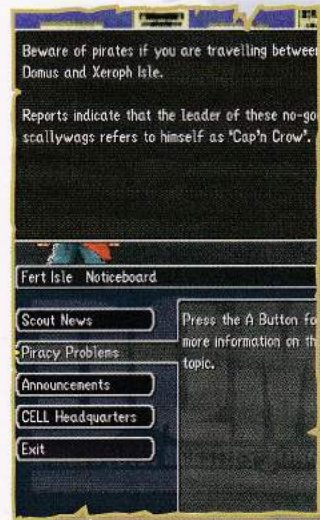 Beware of pirates if you are travelling between
Domus and Xeroph Isle.
Reports indicate that the leader of these no-go
scallywags refers to himself as "Cap'n Crow".
Fert Isle Noticeboard
Scout News
Piracy Problems
Announcements
CELL Headquarters
Exit
Press the A Button fo
more information on th
topic.